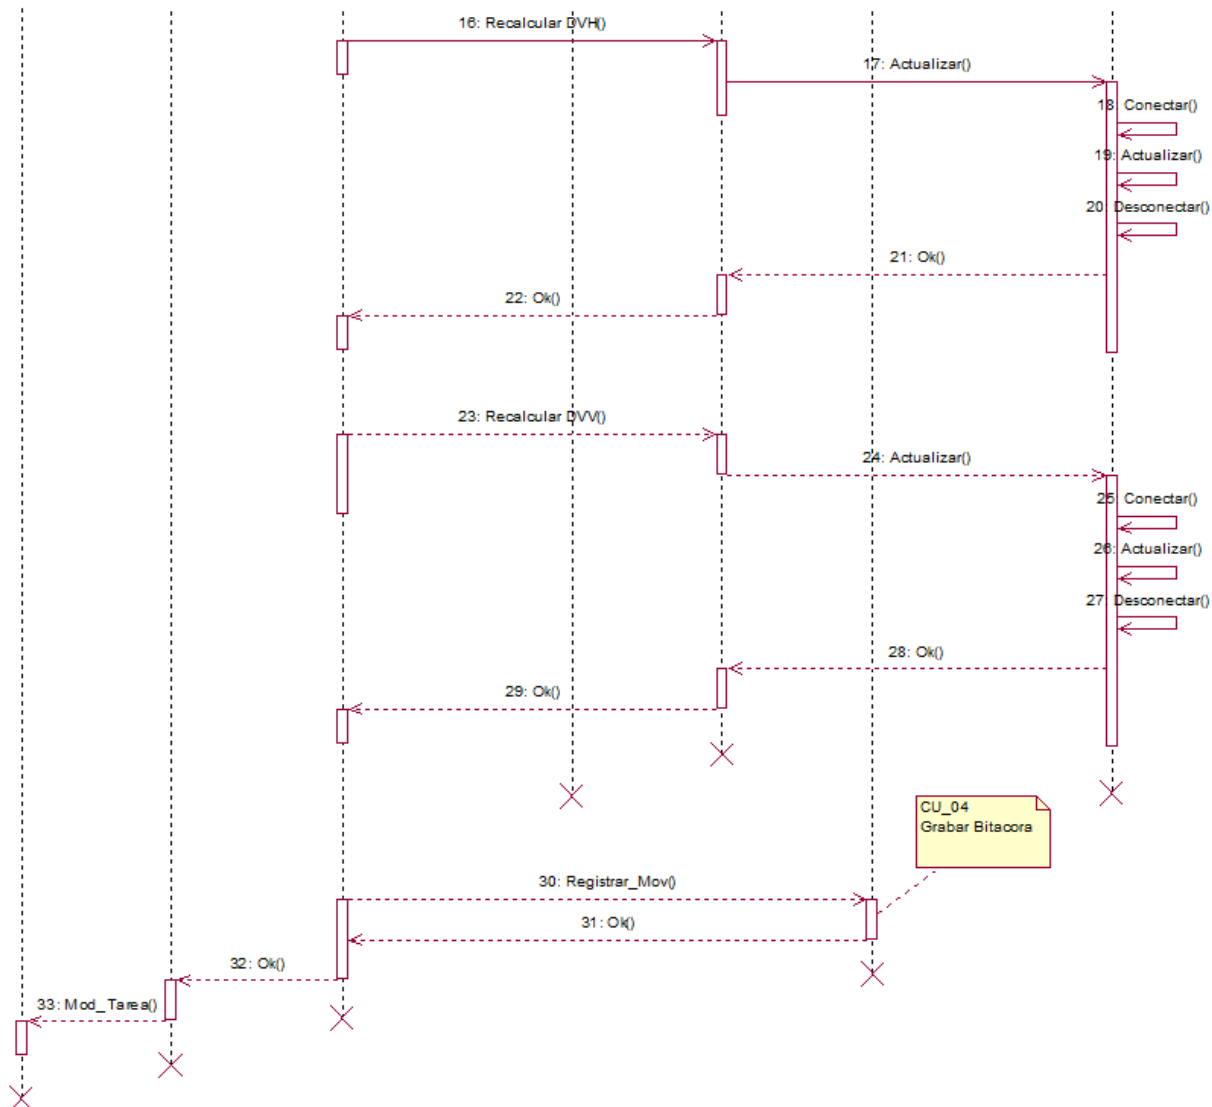 16: Recalcular DVH()
17: Actualizar()
18: Conectar()
19: Actualizar()
20: Desconectar()
21: Ok()
22: Ok()
23: Recalcular DVV()
24: Actualizar()
25: Conectar()
26: Actualizar()
27: Desconectar()
28: Ok()
29: Ok()
CU_04
Grabar Bitacora
30: Registrar_Mov()
31: Ok()
32: Ok()
33: Mod_Tarea()